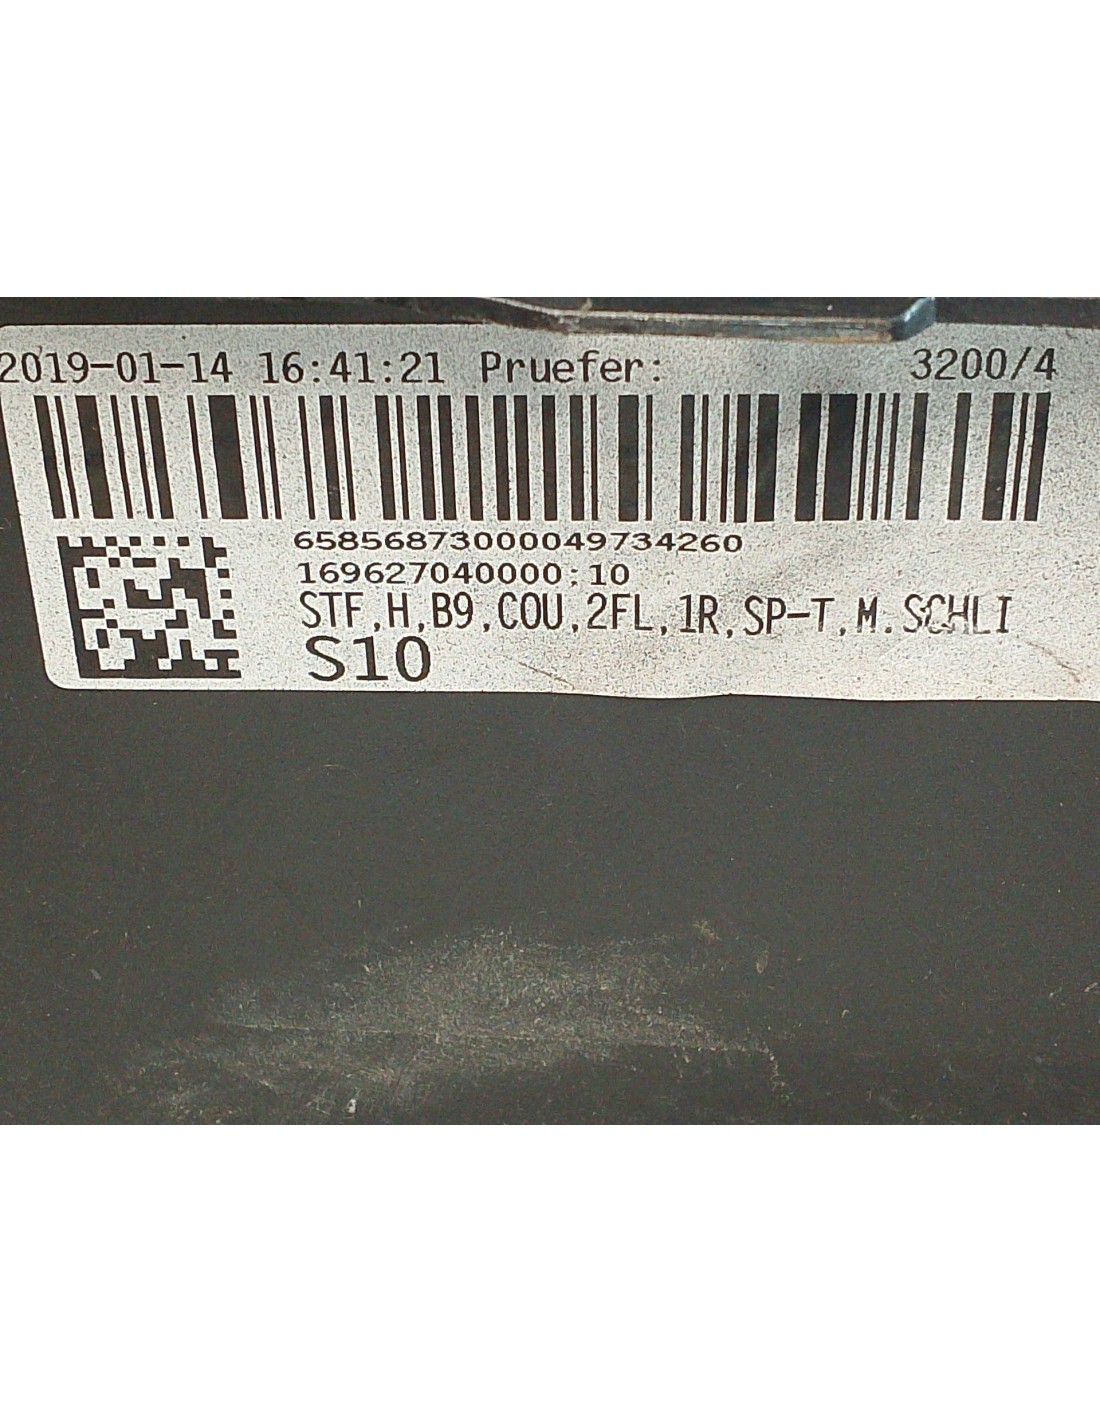 2019-01-14 16:41:21 Pruefer: 3200/4
65856873000049734260
169627040000:10
STF,H,B9,COU,2FL,1R,SP-T,M.SCHLI
S10